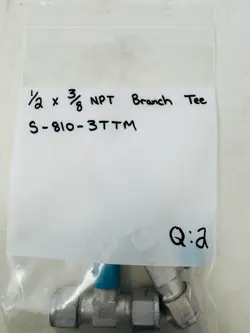 1/2 x 3/8 NPT Branch Tee
S-810-3TTM
Q:2